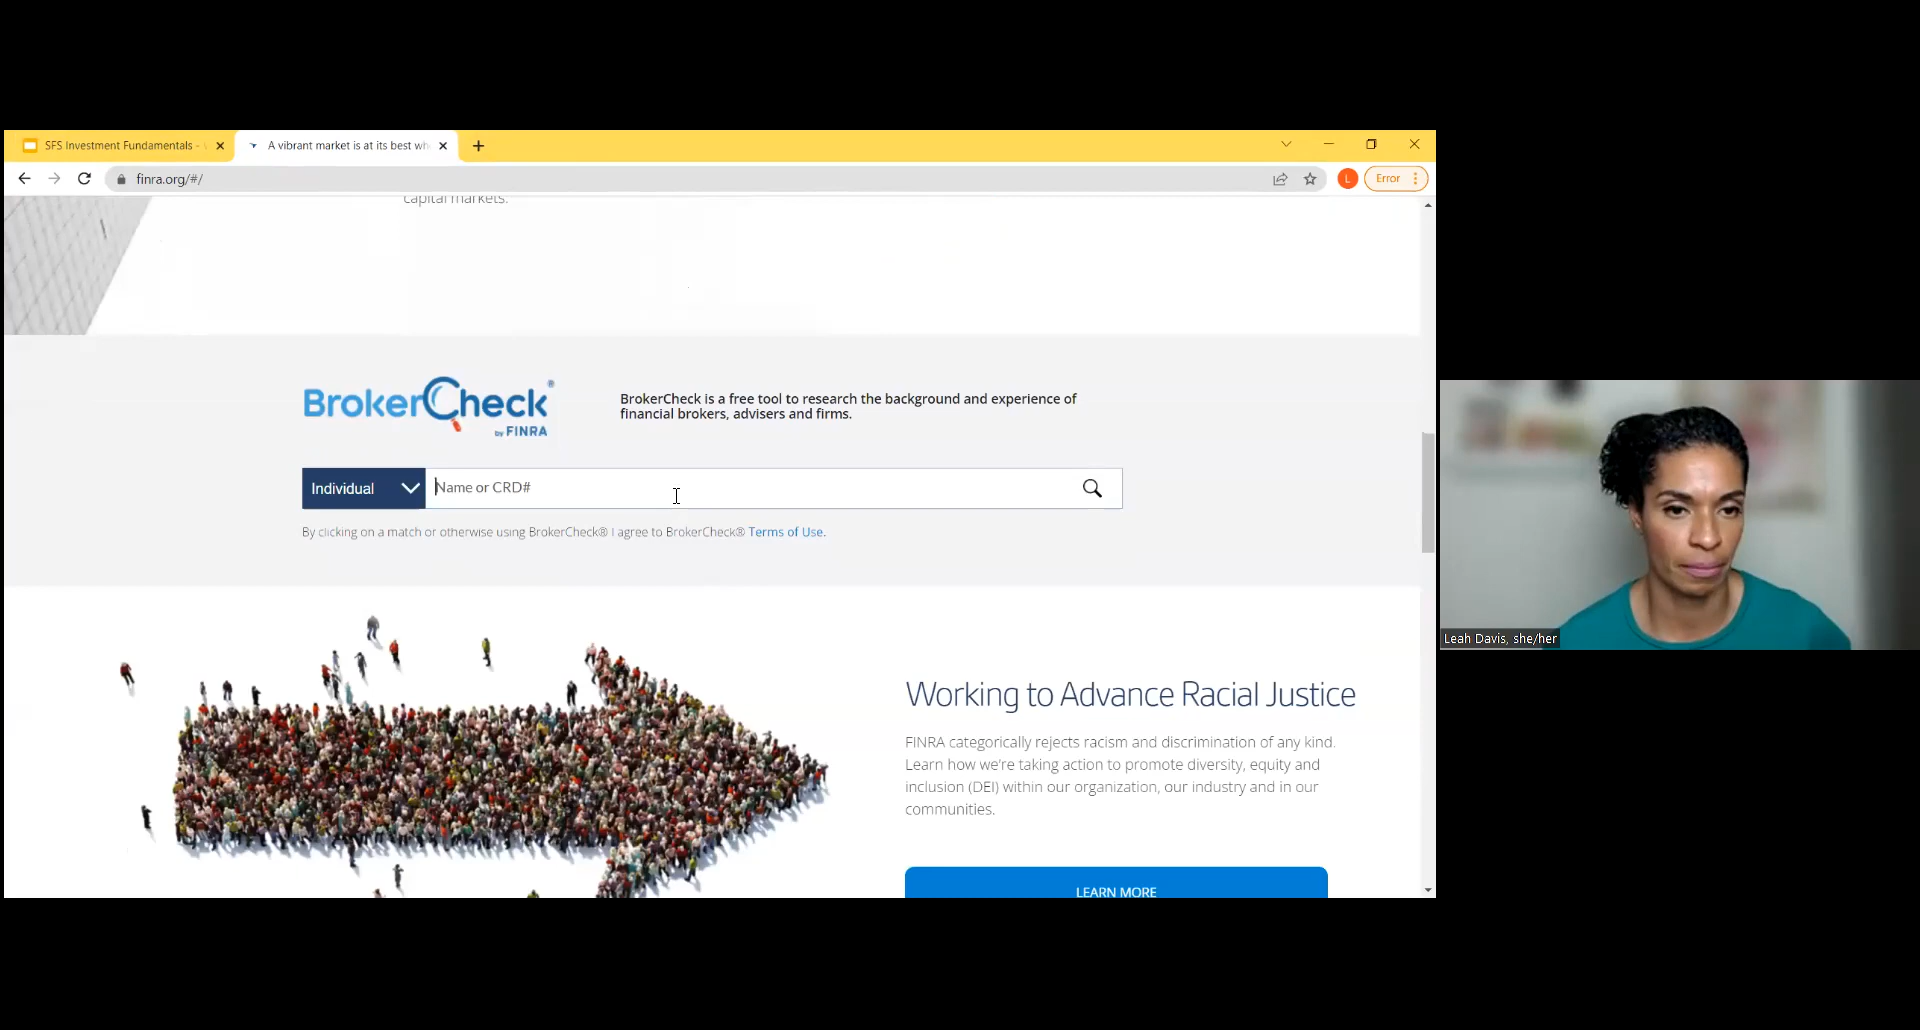 SFS Investment Fundamentals -
A vibrant market is at its best wh
finra.org/#/
L
Error
capital markets.
BrokerCheck®
by FINRA
BrokerCheck is a free tool to research the background and experience of
financial brokers, advisers and firms.
Individual
Name or CRD#
By clicking on a match or otherwise using BrokerCheck® I agree to BrokerCheck® Terms of Use.
Working to Advance Racial Justice
FINRA categorically rejects racism and discrimination of any kind.
Learn how we're taking action to promote diversity, equity and
inclusion (DEI) within our organization, our industry and in our
communities.
LEARN MORE
Leah Davis, she/her